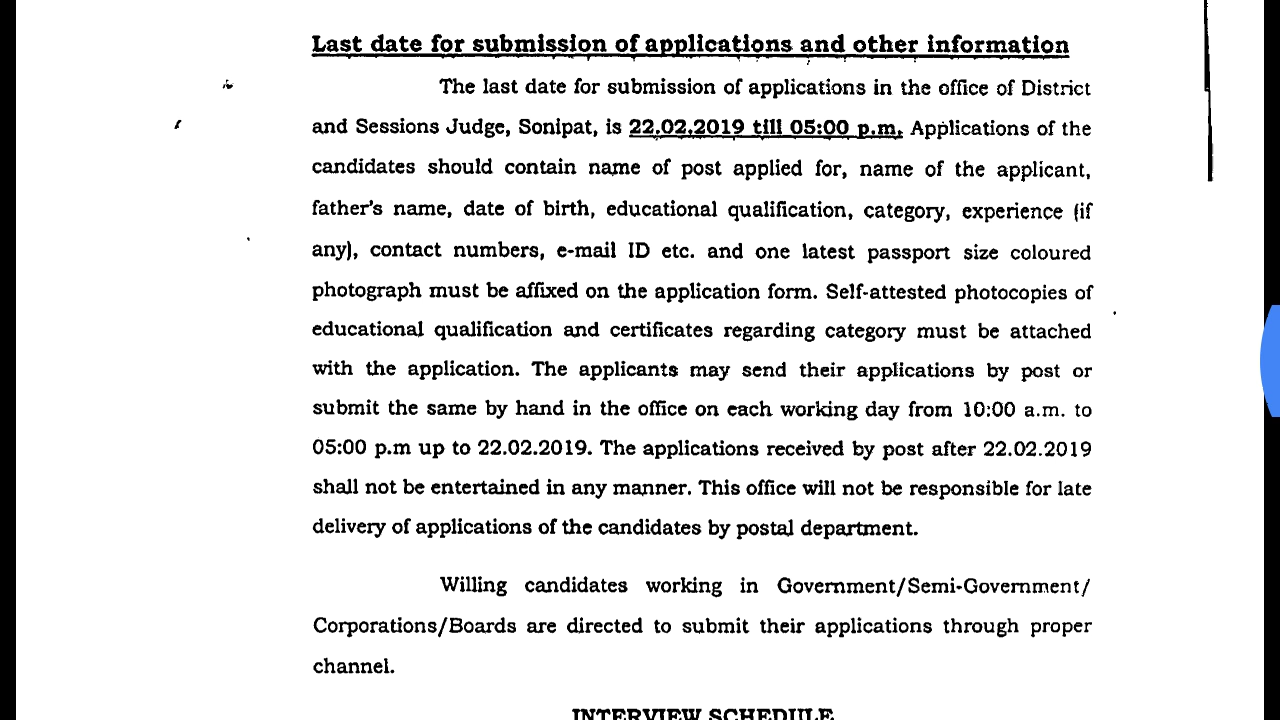 Last date for submission of applications and other information
The last date for submission of applications in the office of District
and Sessions Judge, Sonipat, is 22.02.2019 till 05:00 p.m. Applications of the
candidates should contain name of post applied for, name of the applicant,
father's name, date of birth, educational qualification, category, experience (if
any), contact numbers, e-mail ID etc. and one latest passport size coloured
photograph must be affixed on the application form. Self-attested photocopies of
educational qualification and certificates regarding category must be attached
with the application. The applicants may send their applications by post or
submit the same by hand in the office on each working day from 10:00 a.m. to
05:00 p.m up to 22.02.2019. The applications received by post after 22.02.2019
shall not be entertained in any manner. This office will not be responsible for late
delivery of applications of the candidates by postal department.
Willing candidates working in Government/Semi-Government/
Corporations/Boards are directed to submit their applications through proper
channel.
INTERVIEW SCHEDULE